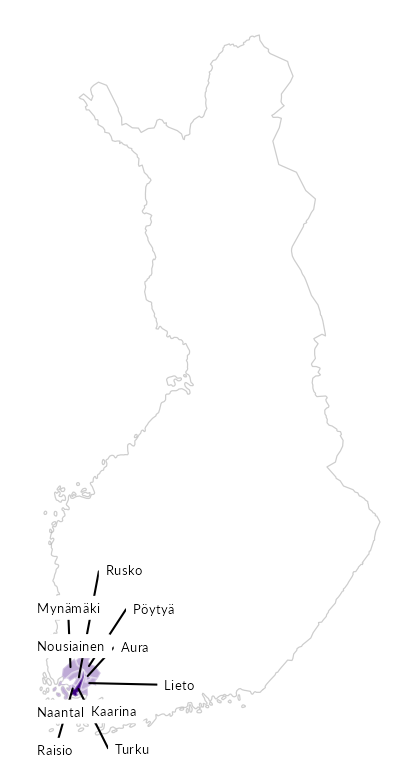 Rusko
Mynämäki
Pöytyä
Nousiainen
Aura
Lieto
Naantal
Kaarina
Raisio
Turku